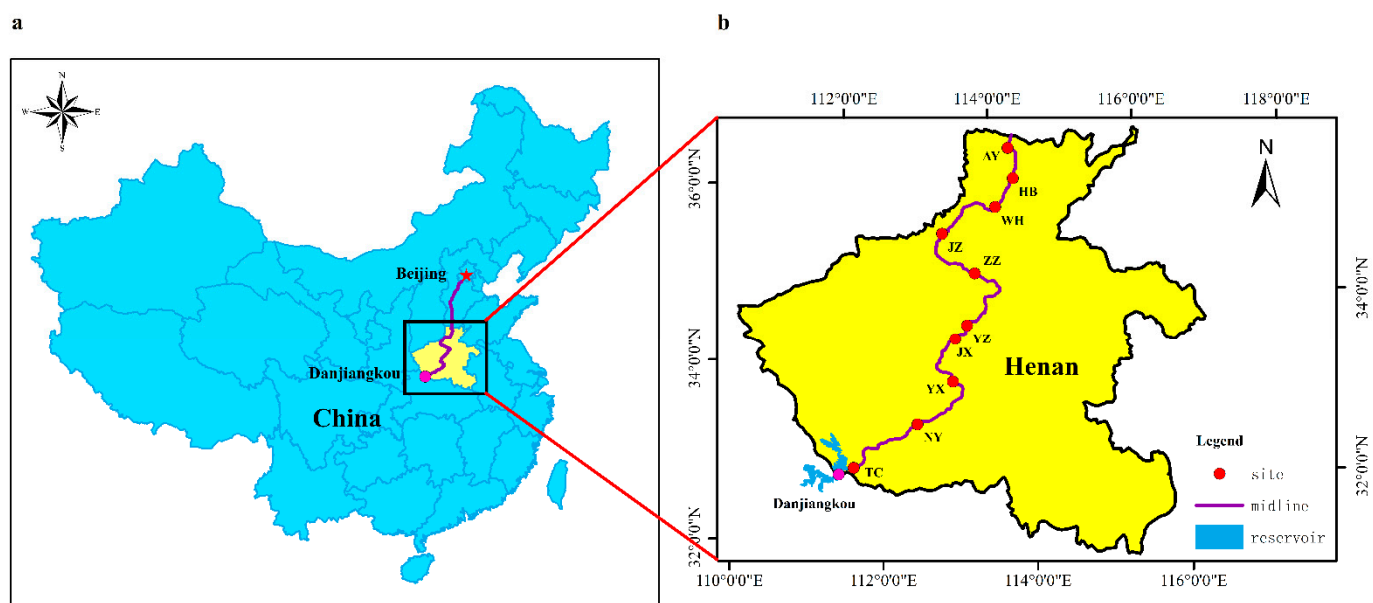 a
N
W
E
S
Beijing
Danjiangkou
China
b
112°0'0"E
114°0'0"E
116°0'0"E
118°0'0"E
36°0'0"N
34°0'0"N
32°0'0"N
34°0'0"N
32°0'0"N
110°0'0"E
112°0'0"E
114°0'0"E
116°0'0"E
N
AY
HB
WH
JZ
ZZ
YZ
JX
YX
NY
TC
Henan
Danjiangkou
Legend
site
midline
reservoir